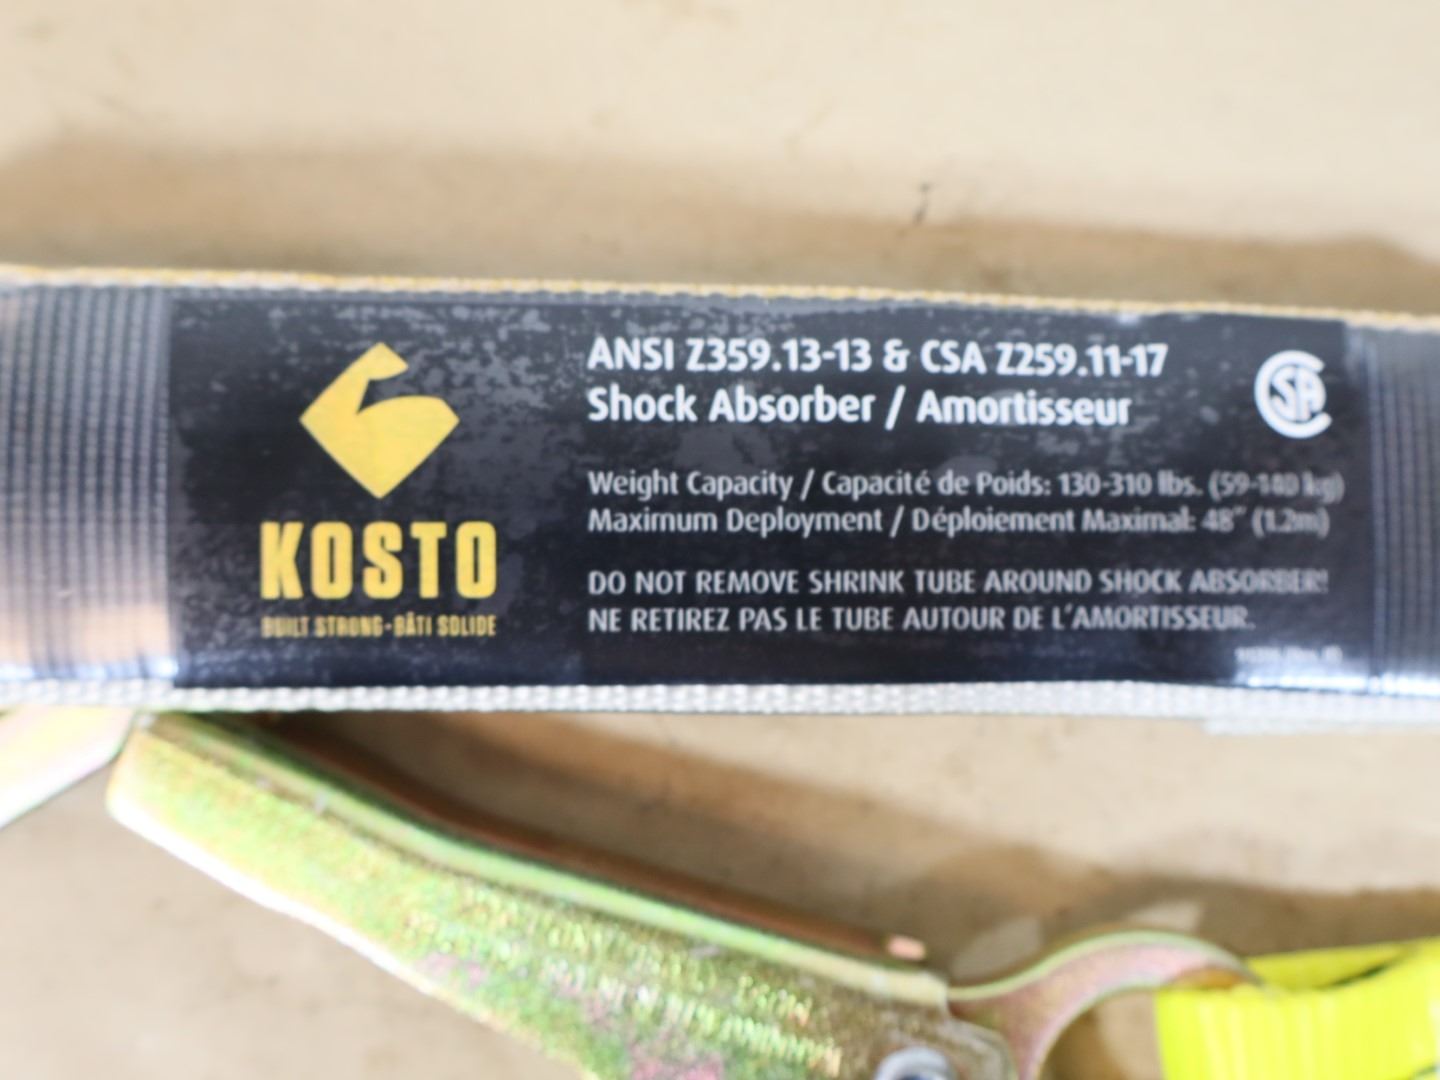 ANSI Z359.13-13 & CSA Z259.11-17
Shock Absorber / Amortisseur
Weight Capacity / Capacité de Poids: 130-310 lbs. (59-140 kg)
Maximum Deployment / Déploiement Maximal: 48" (1.2m)
DO NOT REMOVE SHRINK TUBE AROUND SHOCK ABSORBER!
NE RETIREZ PAS LE TUBE AUTOUR DE L'AMORTISSEUR.
KOSTO
BUILT STRONG-BÂTI SOLIDE
CSA